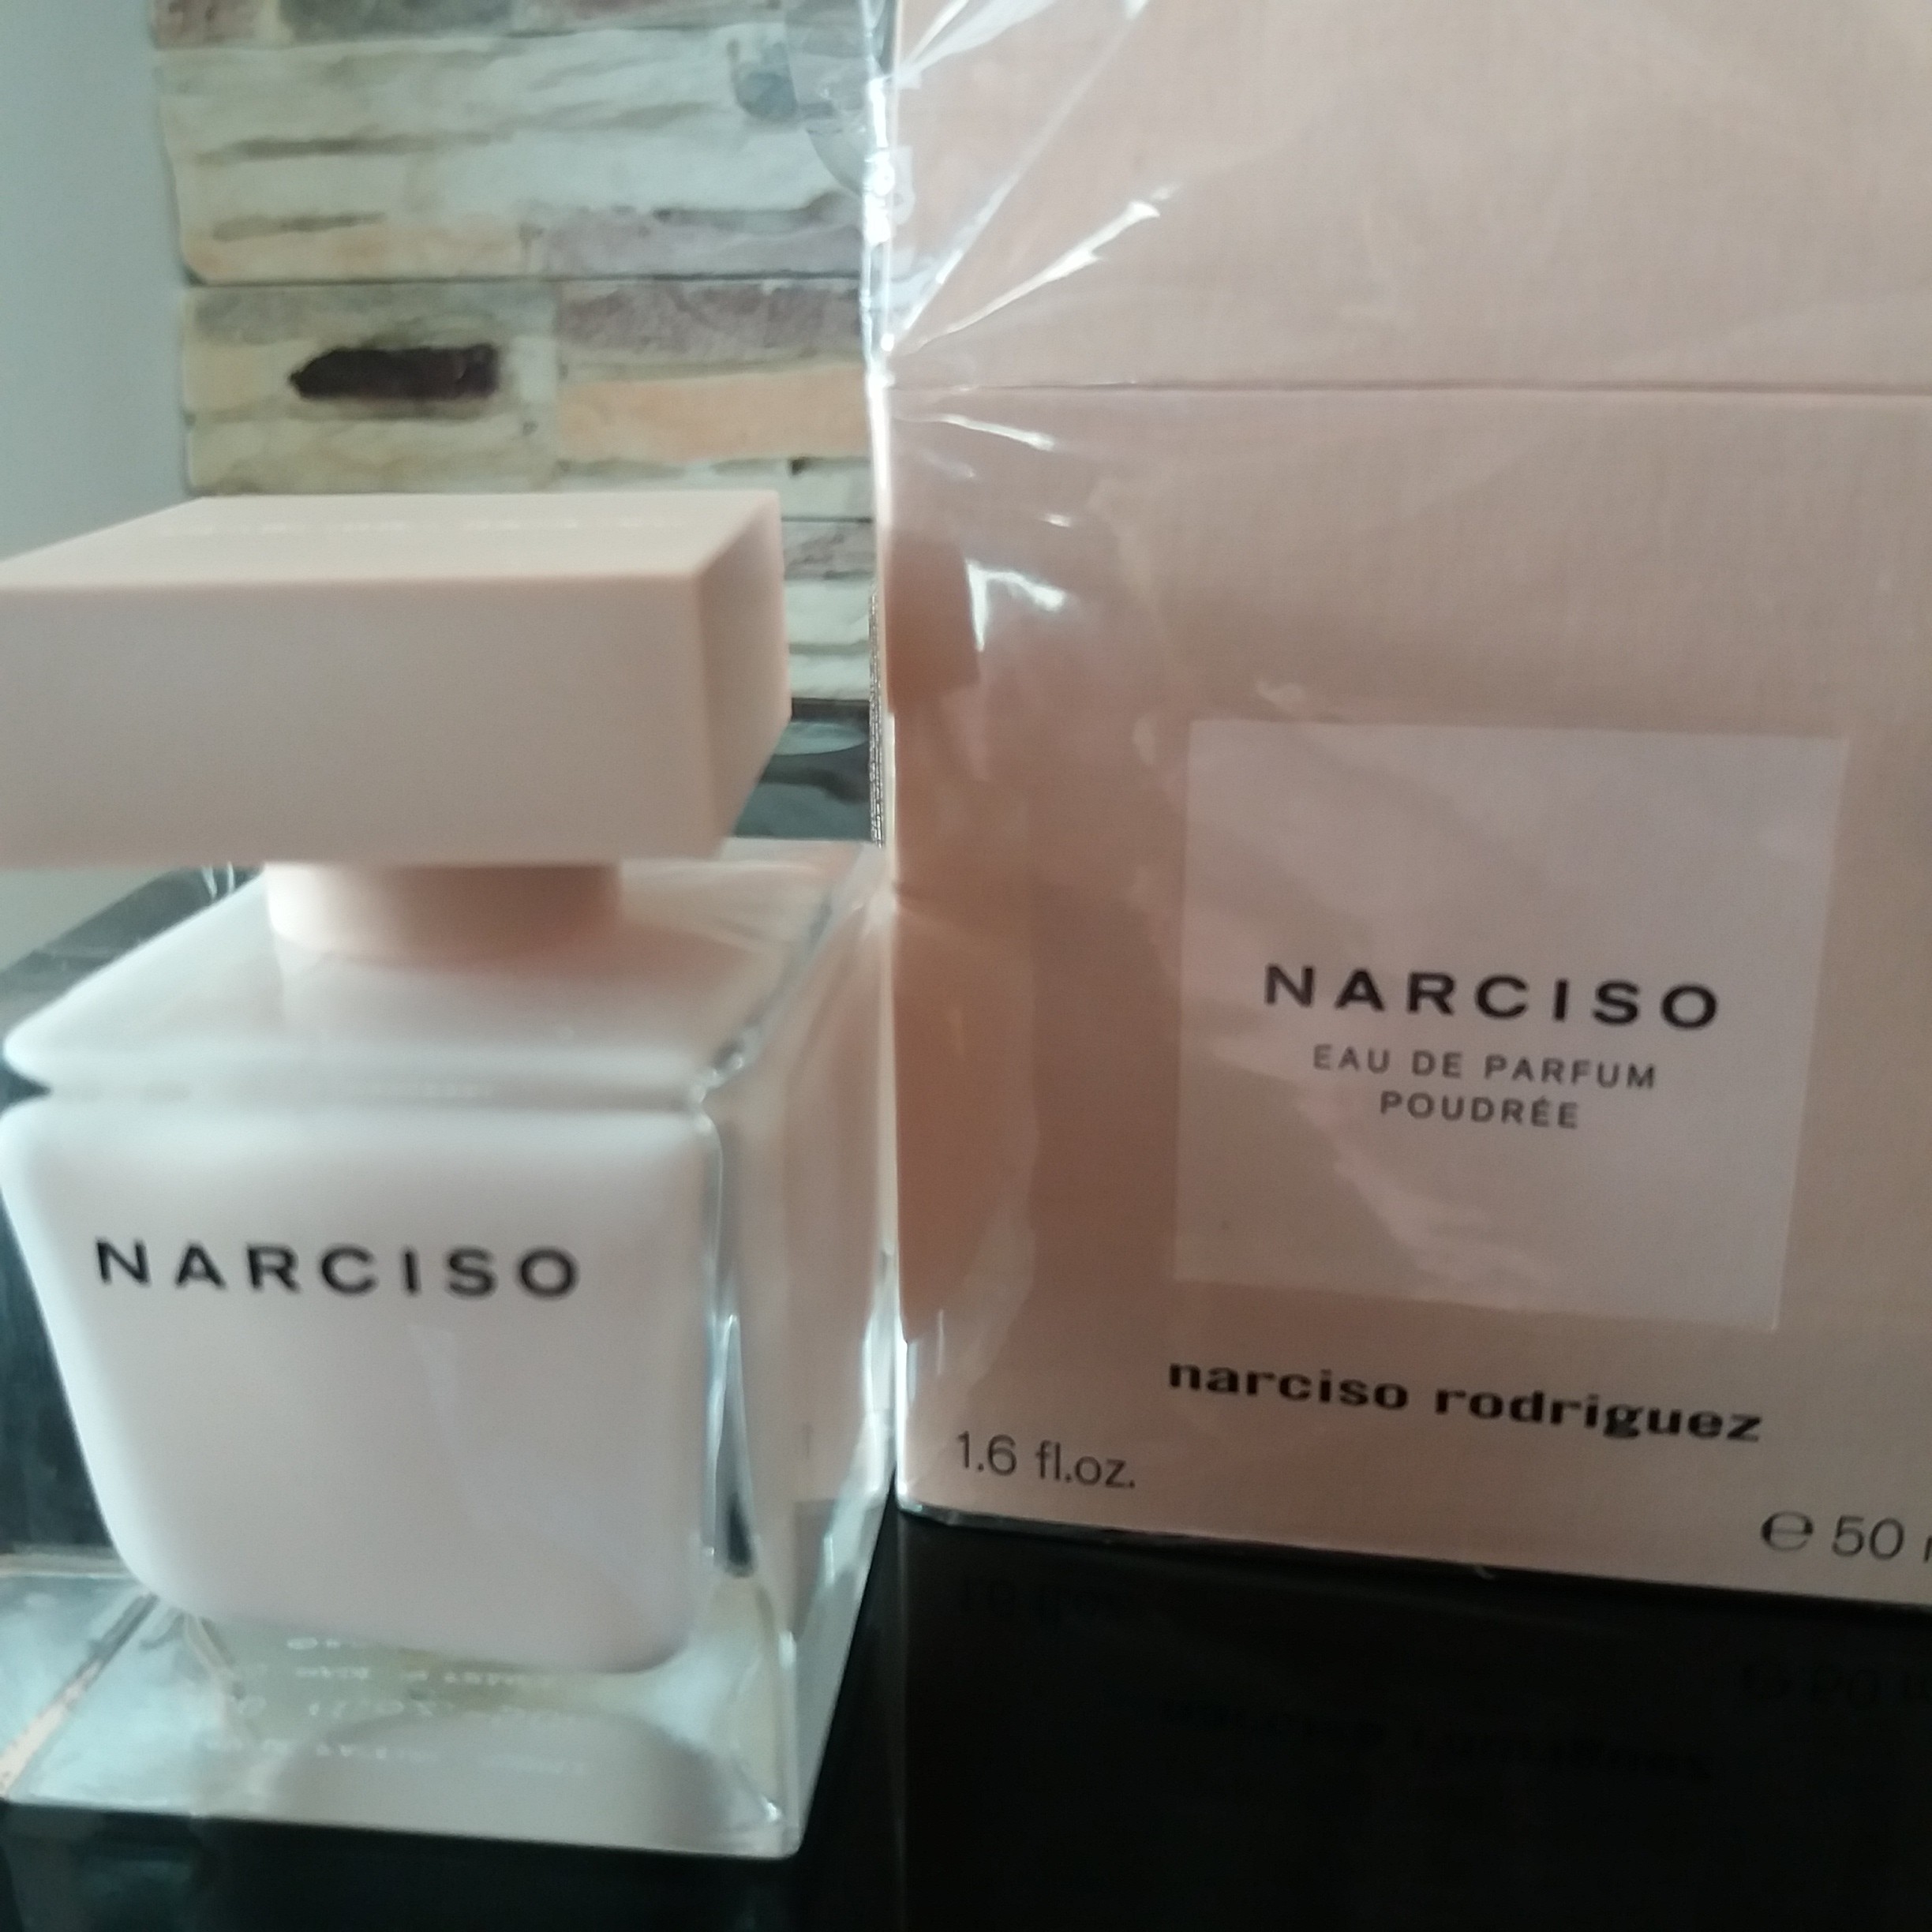 NARCISO
NARCISO
EAU DE PARFUM
POUDRÉE
narciso rodriguez
1.6 fl.oz.
℮ 50